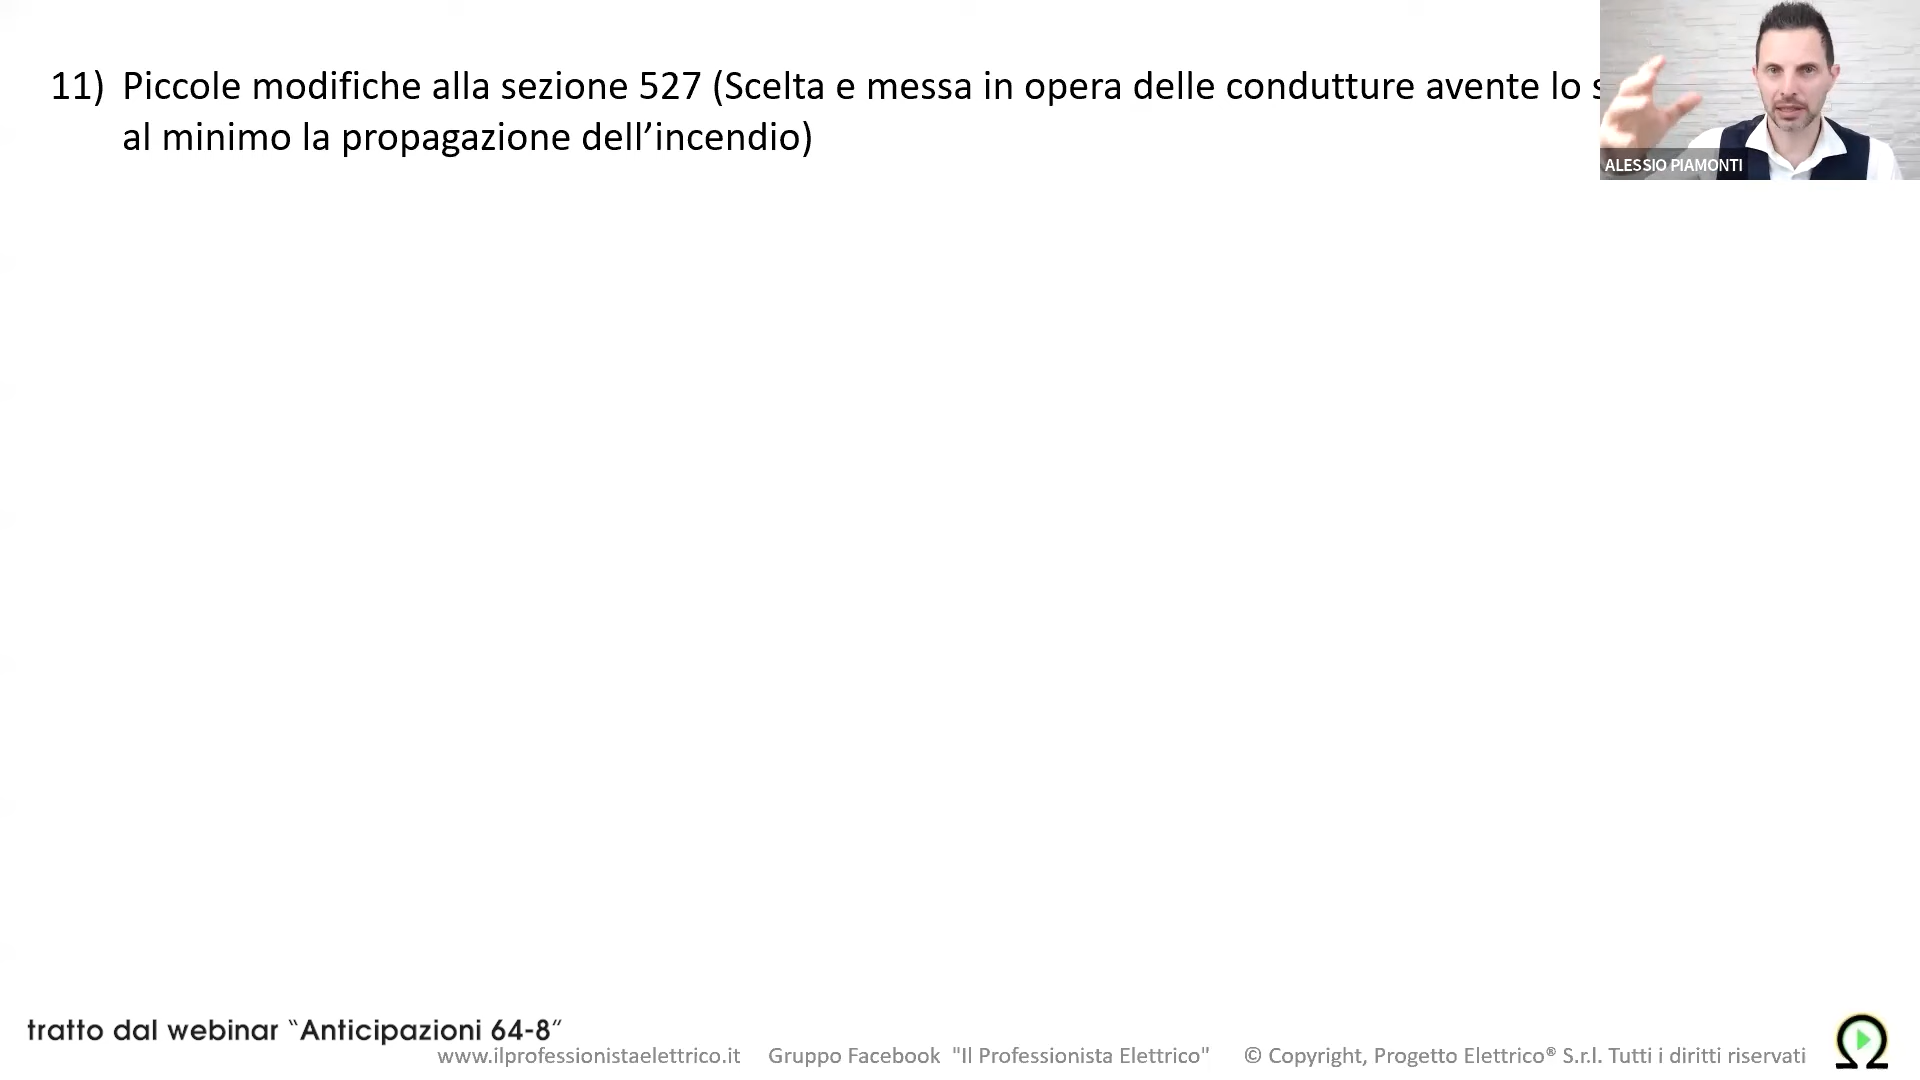 11) Piccole modifiche alla sezione 527 (Scelta e messa in opera delle condutture avente lo
al minimo la propagazione dell’incendio)
ALESSIO PIAMONTI
tratto dal webinar “Anticipazioni 64-8”
www.ilprofessionistaelettrico.it Gruppo Facebook "Il Professionista Elettrico" © Copyright, Progetto Elettrico® S.r.l. Tutti i diritti riservati